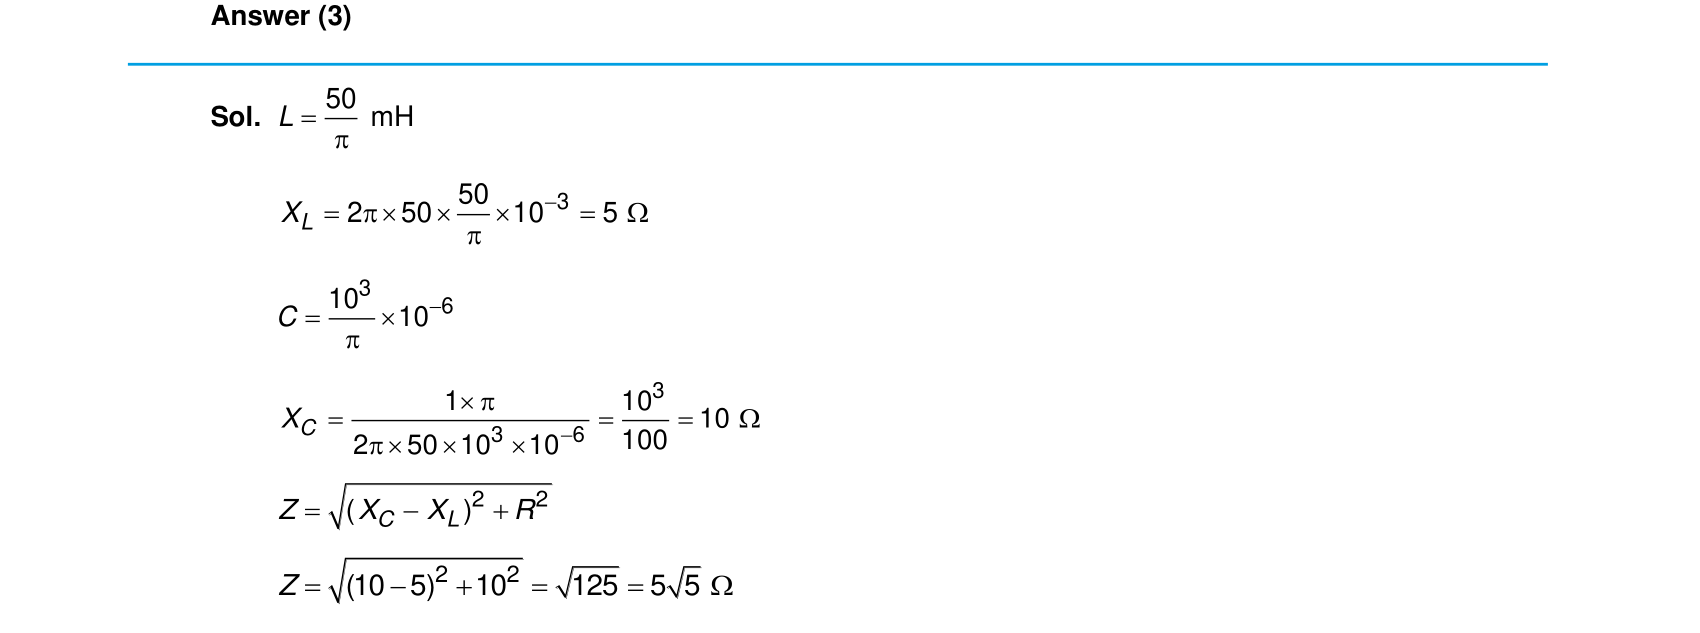 Answer (3)
Sol. L = 50/π mH
X_L = 2π × 50 × 50/π × 10^–3 = 5 Ω
C = 10^3/π × 10^–6
X_C = 1 × π / 2π × 50 × 10^3 × 10^–6 = 10^3/100 = 10 Ω
Z = √((X_C – X_L)^2 + R^2)
Z = √((10 – 5)^2 + 10^2) = √125 = 5√5 Ω